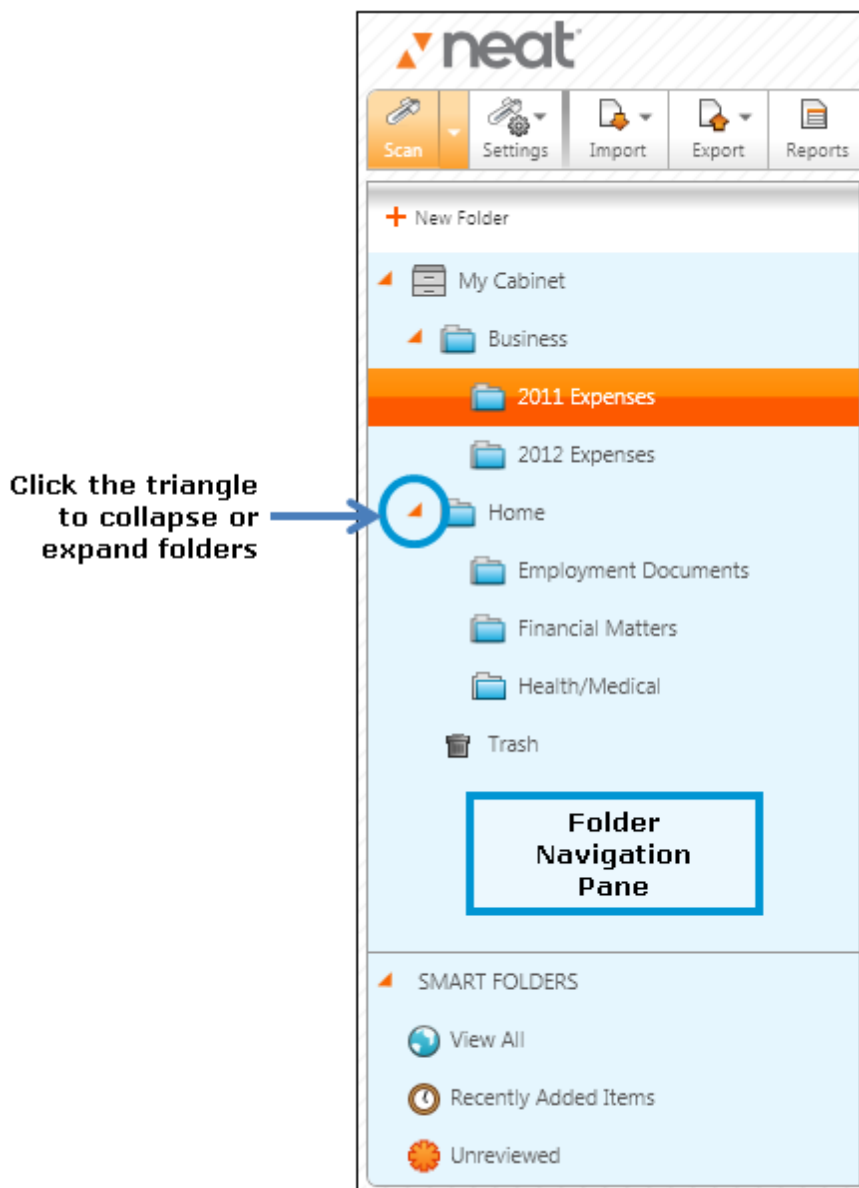 neat
Scan
Settings
Import
Export
Reports
New Folder
My Cabinet
Business
2011 Expenses
2012 Expenses
Click the triangle
to collapse or
expand folders
Home
Employment Documents
Financial Matters
Health/Medical
Trash
Folder
Navigation
Pane
SMART FOLDERS
View All
Recently Added Items
Unreviewed